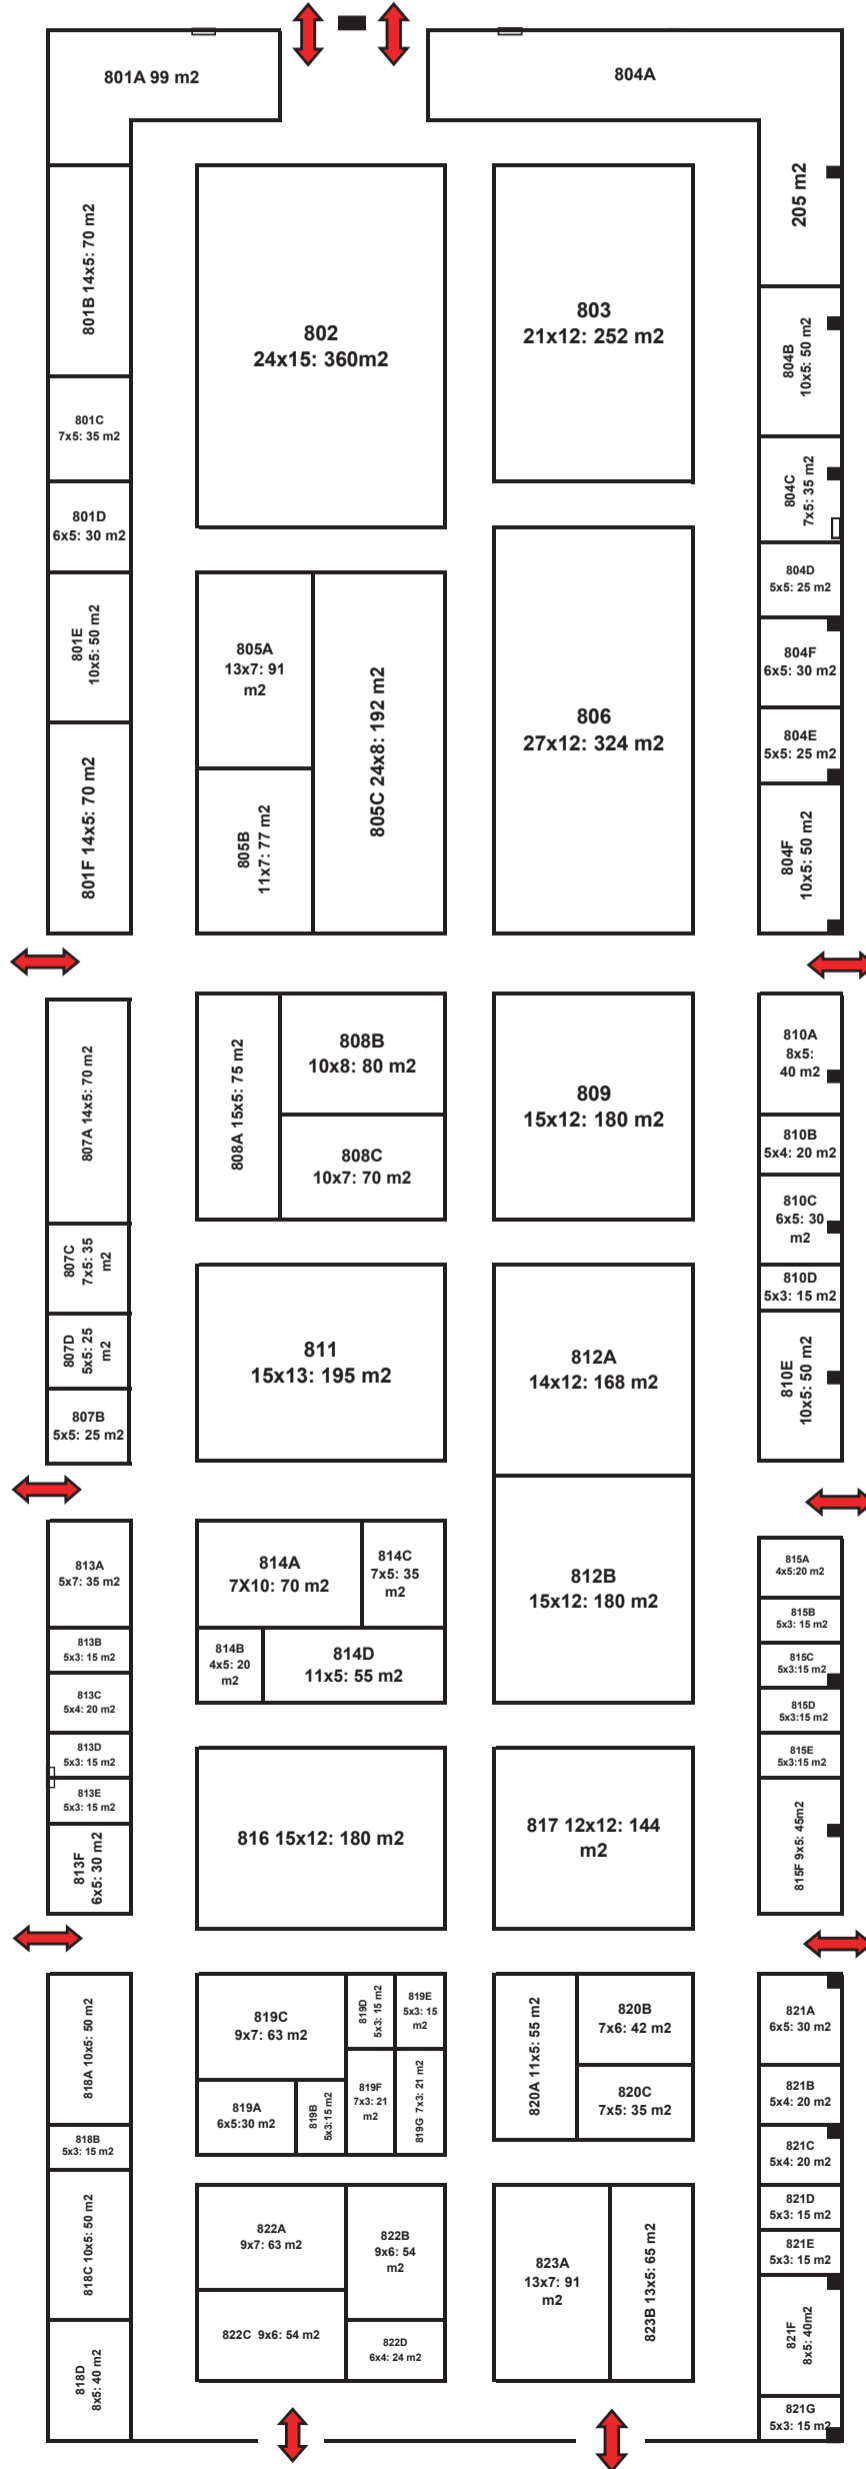 801A 99 m2
804A
205 m2
801B 14x5: 70 m2
802
24x15: 360m2
803
21x12: 252 m2
804B
10x5: 50 m2
801C
7x5: 35 m2
804C
7x5: 35 m2
801D
6x5: 30 m2
804D
5x5: 25 m2
801E
10x5: 50 m2
805A
13x7: 91
m2
805C 24x8: 192 m2
806
27x12: 324 m2
804F
6x5: 30 m2
804E
5x5: 25 m2
801F 14x5: 70 m2
805B
11x7: 77 m2
804F
10x5: 50 m2
807A 14x5: 70 m2
808A 15x5: 75 m2
808B
10x8: 80 m2
808C
10x7: 70 m2
809
15x12: 180 m2
810A
8x5:
40 m2
810B
5x4: 20 m2
810C
6x5: 30
m2
807C
7x5: 35
m2
810D
5x3: 15 m2
807D
5x5: 25
m2
811
15x13: 195 m2
812A
14x12: 168 m2
810E
10x5: 50 m2
807B
5x5: 25 m2
813A
5x7: 35 m2
814A
7X10: 70 m2
814C
7x5: 35
m2
812B
15x12: 180 m2
815A
4x5:20 m2
815B
5x3: 15 m2
813B
5x3: 15 m2
814B
4x5: 20
m2
814D
11x5: 55 m2
815C
5x3:15 m2
813C
5x4: 20 m2
815D
5x3:15 m2
813D
5x3: 15 m2
815E
5x3:15 m2
813E
5x3: 15 m2
816 15x12: 180 m2
817 12x12: 144
m2
815F 9x5: 45m2
813F
6x5: 30 m2
818A 10x5: 50 m2
819C
9x7: 63 m2
819D
5x3: 15 m2
819E
5x3: 15
m2
820A 11x5: 55 m2
820B
7x6: 42 m2
821A
6x5: 30 m2
819A
6x5:30 m2
819B
5x3:15 m2
819F
7x3: 21
m2
819G 7x3: 21 m2
820C
7x5: 35 m2
821B
5x4: 20 m2
818B
5x3: 15 m2
821C
5x4: 20 m2
818C 10x5: 50 m2
822A
9x7: 63 m2
822B
9x6: 54
m2
823A
13x7: 91
m2
823B 13x5: 65 m2
821D
5x3: 15 m2
821E
5x3: 15 m2
821F
8x5: 40m2
822C 9x6: 54 m2
822D
6x4: 24 m2
818D
8x5: 40 m2
821G
5x3: 15 m2